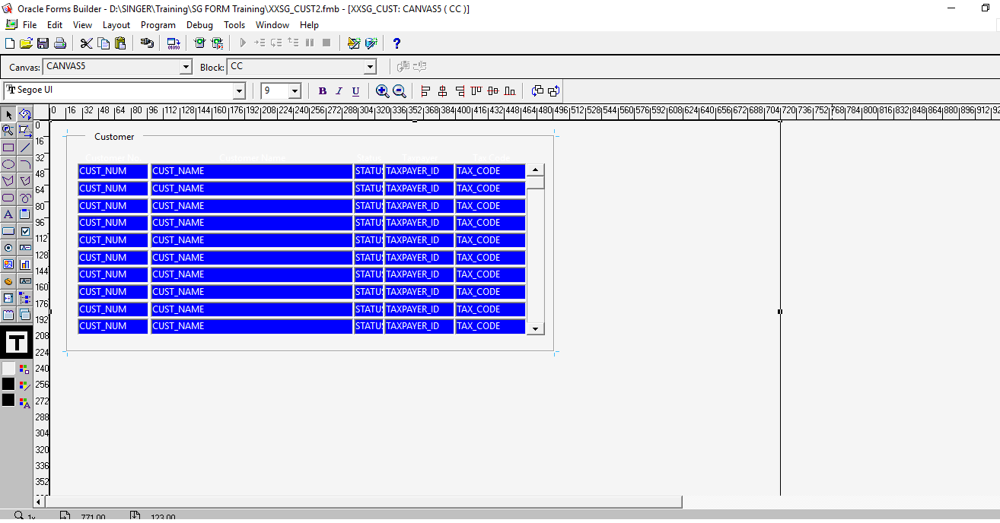 Oracle Forms Builder - D:\SINGER\Training\SG FORM Training\XXSG_CUST2.fmb - [XXSG_CUST: CANVAS5 ( CC )]
File Edit View Layout Program Debug Tools Window Help
Canvas: CANVAS5 Block: CC
Segoe UI 9 B I U
0 16 32 48 64 80 96 112 128 144 160 176 192 208 224 240 256 272 288 304 320 336 352 368 384 400 416 432 448 464 480 496 512 528 544 560 576 592 608 624 640 656 672 688 704 720 736 752 768 784 800 816 832 848 864 880 896 912
0
16
32
48
64
80
96
112
128
144
160
176
192
208
224
240
256
272
288
304
320
336
352
Customer
Customer No Customer Name Status Taxpayer Tax Code
CUST_NUM CUST_NAME STATUS TAXPAYER_ID TAX_CODE
CUST_NUM CUST_NAME STATUS TAXPAYER_ID TAX_CODE
CUST_NUM CUST_NAME STATUS TAXPAYER_ID TAX_CODE
CUST_NUM CUST_NAME STATUS TAXPAYER_ID TAX_CODE
CUST_NUM CUST_NAME STATUS TAXPAYER_ID TAX_CODE
CUST_NUM CUST_NAME STATUS TAXPAYER_ID TAX_CODE
CUST_NUM CUST_NAME STATUS TAXPAYER_ID TAX_CODE
CUST_NUM CUST_NAME STATUS TAXPAYER_ID TAX_CODE
CUST_NUM CUST_NAME STATUS TAXPAYER_ID TAX_CODE
CUST_NUM CUST_NAME STATUS TAXPAYER_ID TAX_CODE
1x 771.00 123.00